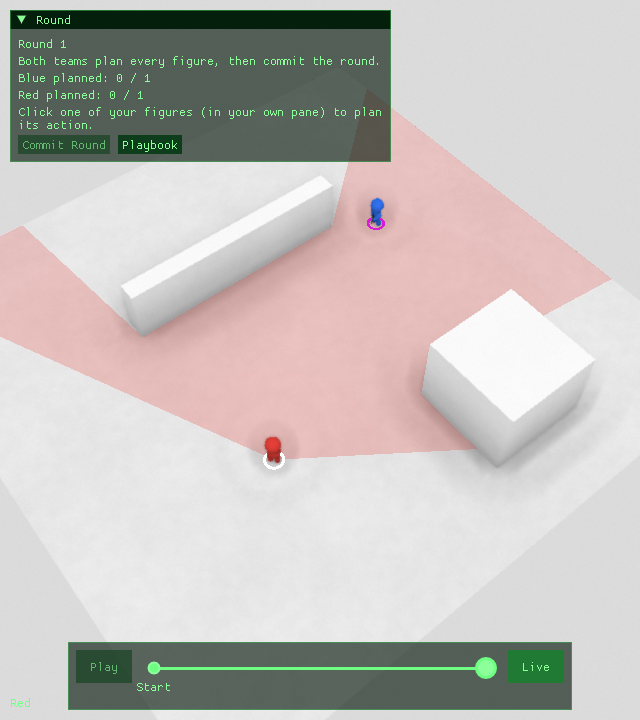 Round
Round 1
Both teams plan every figure, then commit the round.
Blue planned: 0 / 1
Red planned: 0 / 1
Click one of your figures (in your own pane) to plan
its action.
Commit Round Playbook
Play Live
Start
Red